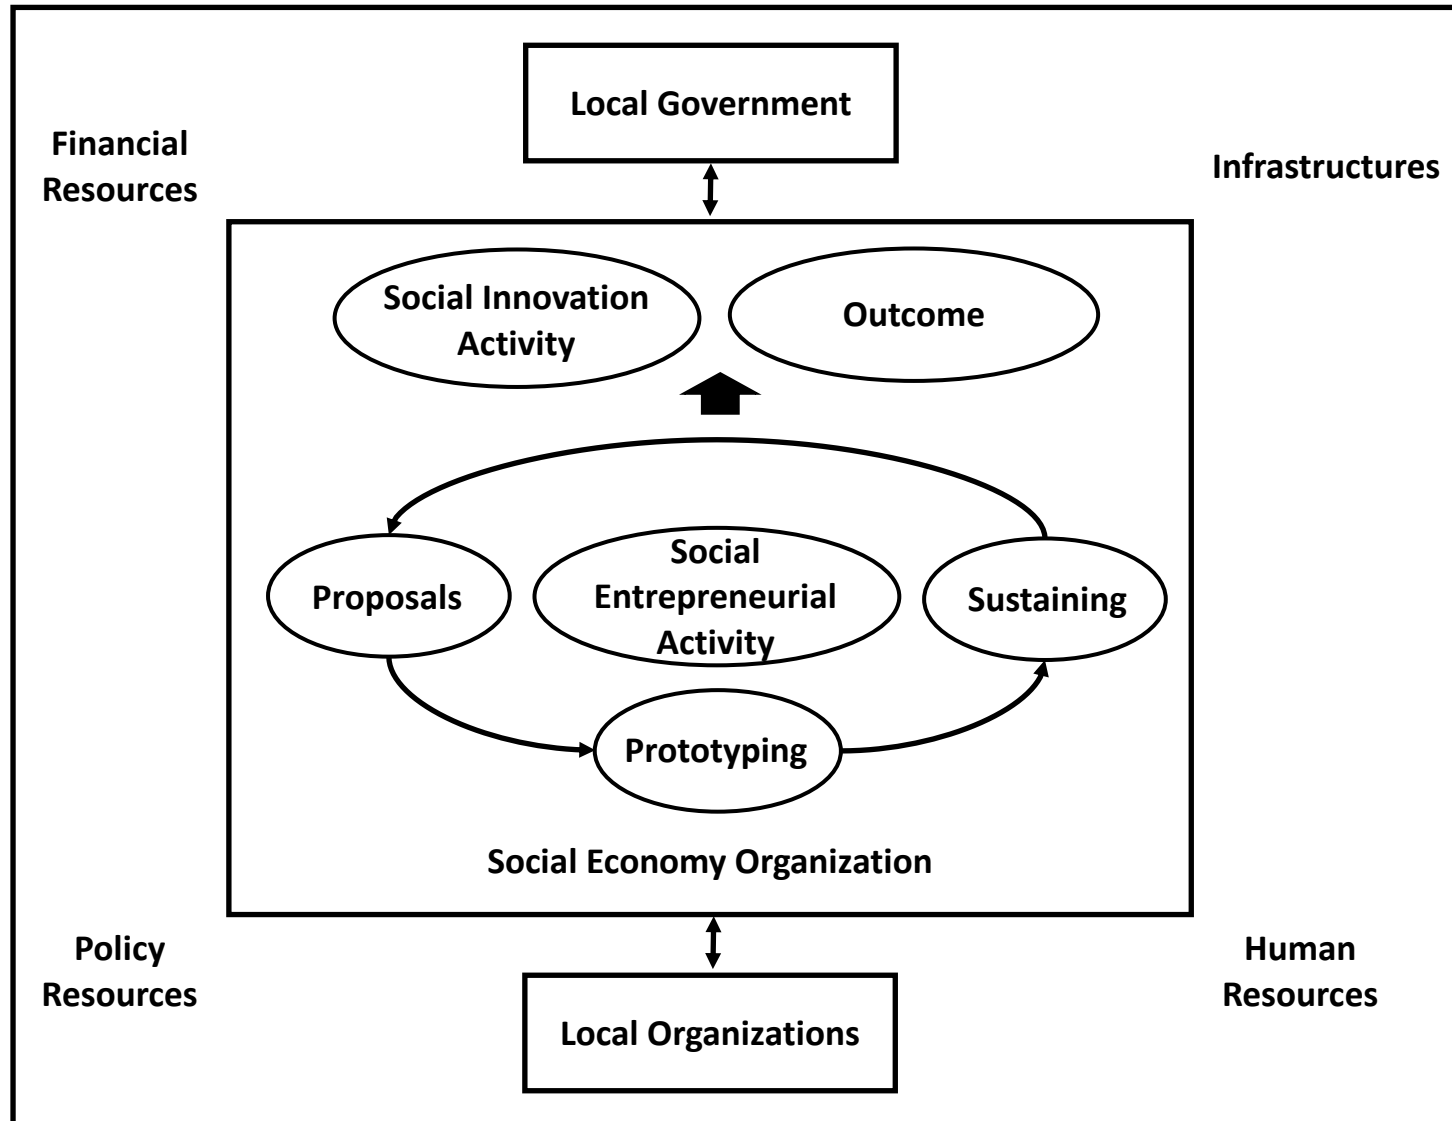 Local Government
Financial
Resources
Infrastructures
Social Innovation
Activity
Outcome
Proposals
Social
Entrepreneurial
Activity
Sustaining
Prototyping
Social Economy Organization
Policy
Resources
Human
Resources
Local Organizations